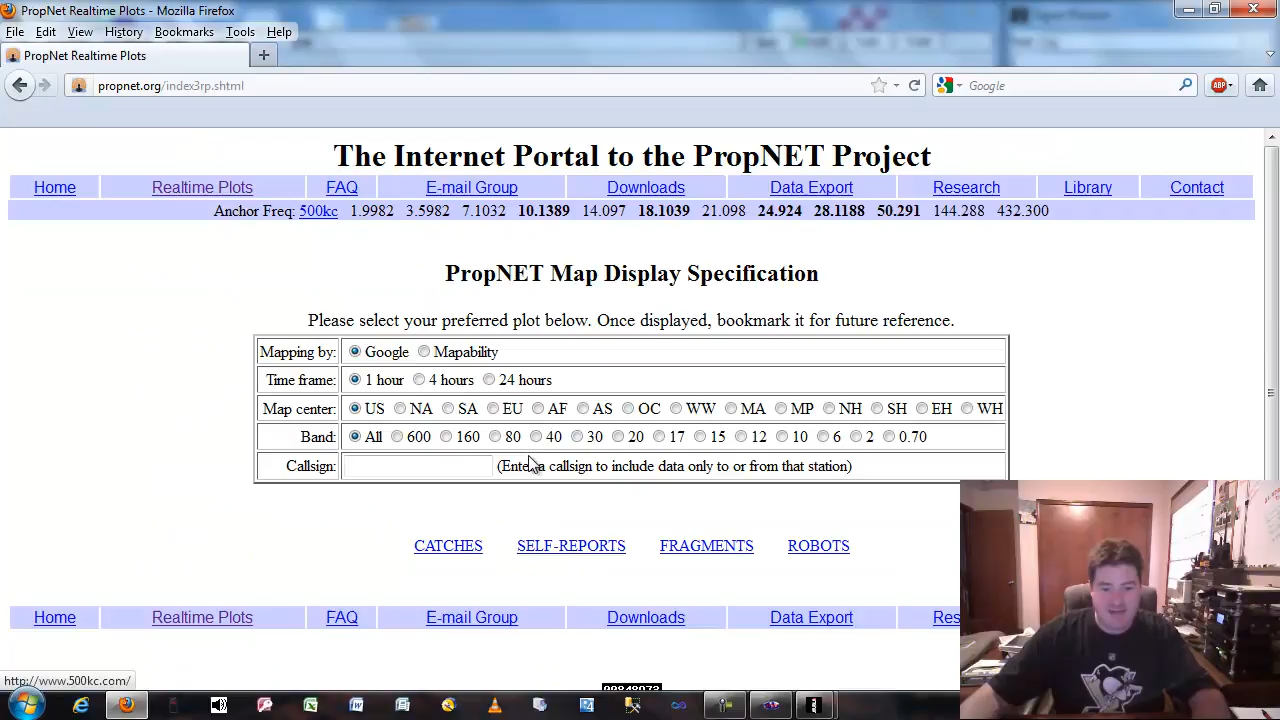 PropNet Realtime Plots - Mozilla Firefox
File Edit View History Bookmarks Tools Help
PropNet Realtime Plots
propnet.org/index3rp.shtml
Google
ABP
The Internet Portal to the PropNET Project
Home Realtime Plots FAQ E-mail Group Downloads Data Export Research Library Contact
Anchor Freq: 500kc 1.9982 3.5982 7.1032 10.1389 14.097 18.1039 21.098 24.924 28.1188 50.291 144.288 432.300
PropNET Map Display Specification
Please select your preferred plot below. Once displayed, bookmark it for future reference.
Mapping by: Google Mapability
Time frame: 1 hour 4 hours 24 hours
Map center: US NA SA EU AF AS OC WW MA MP NH SH EH WH
Band: All 600 160 80 40 30 20 17 15 12 10 6 2 0.70
Callsign: (Enter a callsign to include data only to or from that station)
CATCHES SELF-REPORTS FRAGMENTS ROBOTS
Home Realtime Plots FAQ E-mail Group Downloads Data Export Res
http://www.500kc.com/